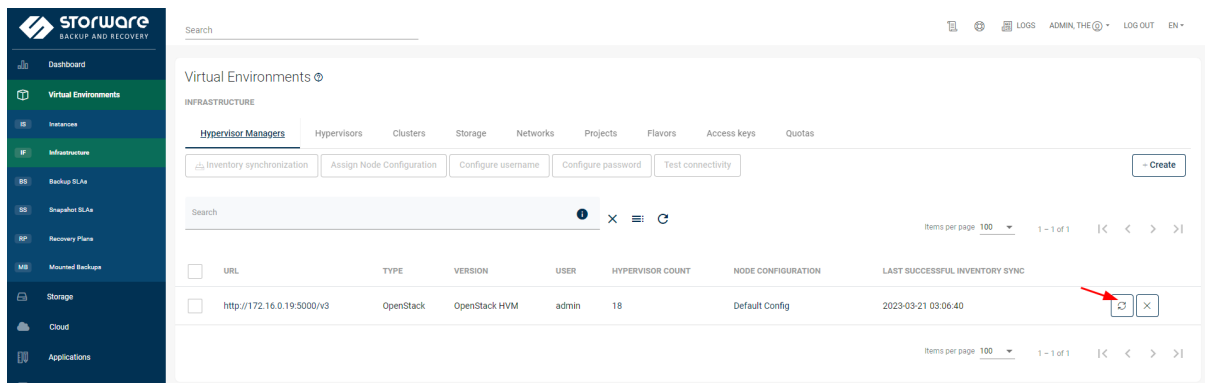 storware
BACKUP AND RECOVERY
Search
LOGS ADMIN, THE LOG OUT EN
Dashboard
Virtual Environments
IS Instances
IF Infrastructure
BS Backup SLAs
SS Snapshot SLAs
RP Recovery Plans
MB Mounted Backups
Storage
Cloud
Applications
Virtual Environments
INFRASTRUCTURE
Hypervisor Managers Hypervisors Clusters Storage Networks Projects Flavors Access keys Quotas
Inventory synchronization Assign Node Configuration Configure username Configure password Test connectivity + Create
Search
Items per page 100 1 – 1 of 1
URL TYPE VERSION USER HYPERVISOR COUNT NODE CONFIGURATION LAST SUCCESSFUL INVENTORY SYNC
http://172.16.0.19:5000/v3 OpenStack OpenStack HVM admin 18 Default Config 2023-03-21 03:06:40
Items per page 100 1 – 1 of 1